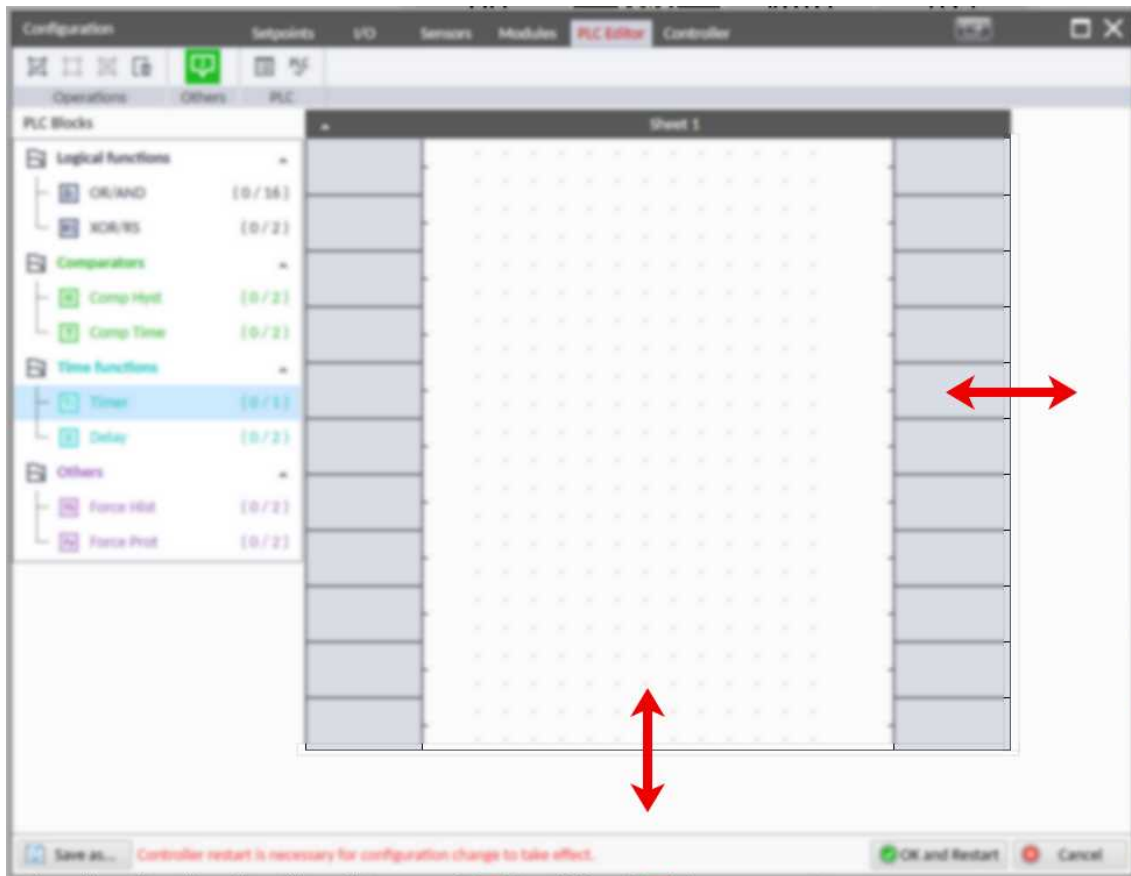 Configuration
Setpoints I/O Sensors Modules PLC Editor Controller
Operations Others PLC
PLC Blocks
Sheet 1
Logical functions
OR/AND [0/16]
XOR/RS [0/2]
Comparators
Comp Hyst [0/2]
Comp Time [0/2]
Time functions
Timer [0/1]
Delay [0/2]
Others
Force Hist [0/2]
Force Prot [0/2]
Save as... Controller restart is necessary for configuration change to take effect. OK and Restart Cancel